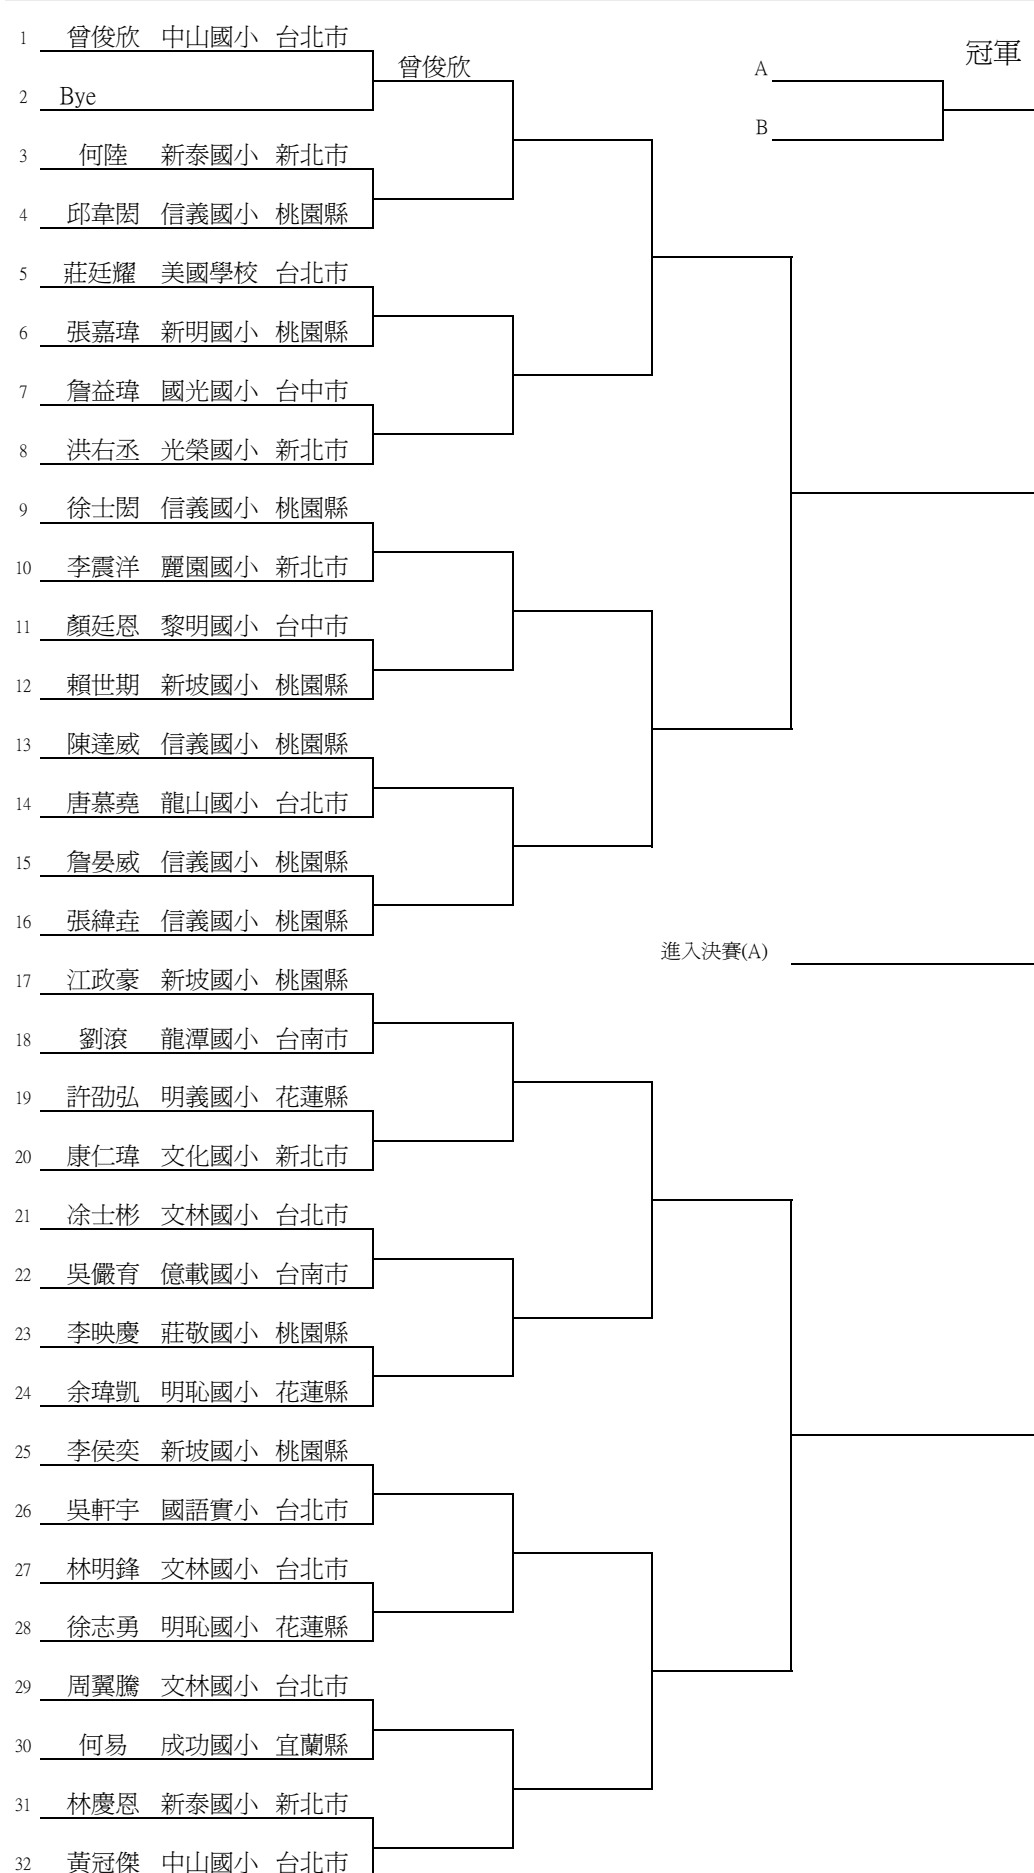 1 曾俊欣 中山國小 台北市
曾俊欣
2 Bye
A
冠軍
B
3 何陸 新泰國小 新北市
4 邱韋閎 信義國小 桃園縣
5 莊廷耀 美國學校 台北市
6 張嘉瑋 新明國小 桃園縣
7 詹益瑋 國光國小 台中市
8 洪右丞 光榮國小 新北市
9 徐士閎 信義國小 桃園縣
10 李震洋 麗園國小 新北市
11 顏廷恩 黎明國小 台中市
12 賴世期 新坡國小 桃園縣
13 陳達威 信義國小 桃園縣
14 唐慕堯 龍山國小 台北市
15 詹晏威 信義國小 桃園縣
16 張緯垚 信義國小 桃園縣
進入決賽(A)
17 江政豪 新坡國小 桃園縣
18 劉滾 龍潭國小 台南市
19 許劭弘 明義國小 花蓮縣
20 康仁瑋 文化國小 新北市
21 凃士彬 文林國小 台北市
22 吳儼育 億載國小 台南市
23 李映慶 莊敬國小 桃園縣
24 余瑋凱 明恥國小 花蓮縣
25 李侯奕 新坡國小 桃園縣
26 吳軒宇 國語實小 台北市
27 林明鋒 文林國小 台北市
28 徐志勇 明恥國小 花蓮縣
29 周翼騰 文林國小 台北市
30 何易 成功國小 宜蘭縣
31 林慶恩 新泰國小 新北市
32 黃冠傑 中山國小 台北市